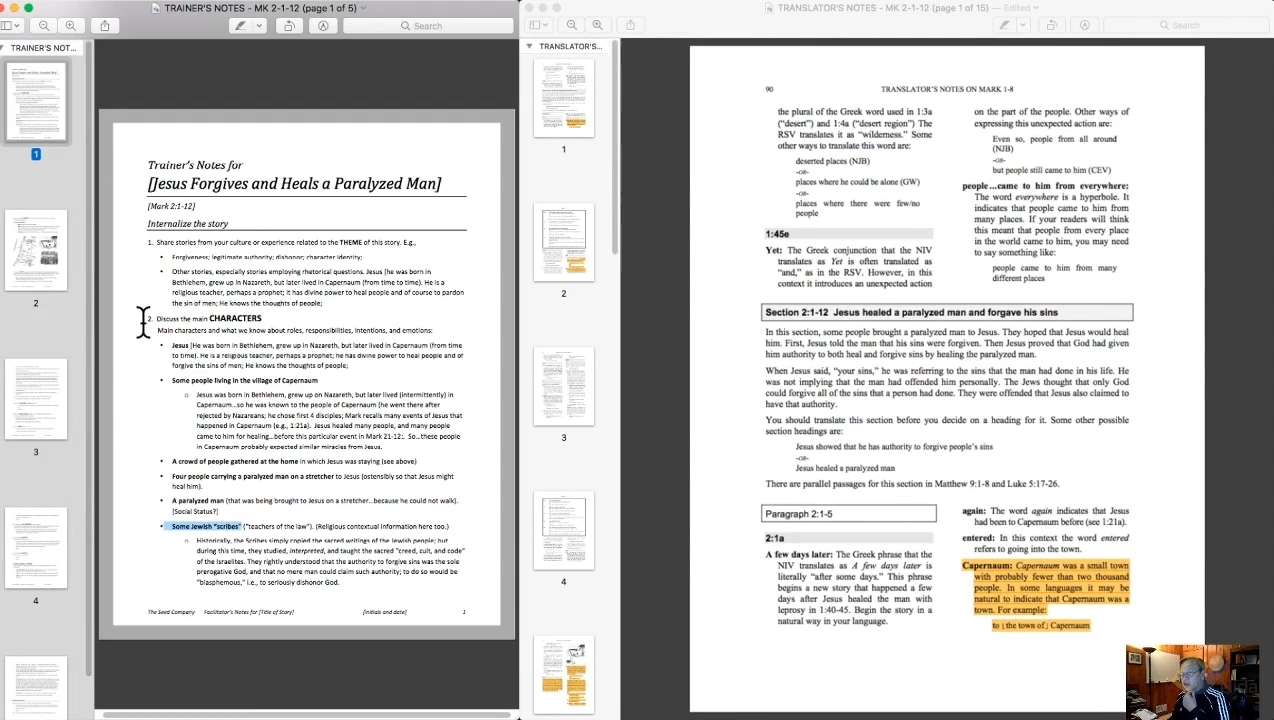 TRAINER'S NOTES - MK 2-1-12 (page 1 of 5)
Search
TRAINER'S NOT...
1
2
3
4
Trainer's Notes for
[Jesus Forgives and Heals a Paralyzed Man]
[Mark 2:1-12]
Internalize the story
1. Share stories from your culture or experience related to the THEME of this story. E.g.,
• Forgiveness; legitimate authority; dishonor; character identity;
• Other stories, especially stories employing rhetorical questions. Jesus [he was born in
Bethlehem, grew up in Nazareth, but later lived in Capernaum (from time to time). He is a
religious teacher, perhaps a prophet; it has divine power to heal people and of course to pardon
the sin of men; He knows the thoughts of people;
2. Discuss the main CHARACTERS
Main characters and what we know about roles, responsibilities, intentions, and emotions:
• Jesus [He was born in Bethlehem, grew up in Nazareth, but later lived in Capernaum (from time
to time). He is a religious teacher, perhaps a prophet; he has divine power to heal people and of
forgive the sins of men; He knows the thoughts of people;
• Some people living in the village of Capernaum
o Jesus was born in Bethlehem, grew up in Nazareth, but later lived (intermittently) in
Capernaum...so he was known to the people of Capernaum [he went there after
rejected by Nazareans; he chose first 4 disciples; Mark recalls many events of Jesus that
happened in Capernaum (e.g., 1:21a). Jesus healed many people, and many people
came to him for healing...before this particular event in Mark 21-12). So...these people
in Capernaum probably expected similar miracles from Jesus.
• A crowd of people gathered at the home in which Jesus was staying (see above)
• Four people carrying a paralyzed man on a stretcher to Jesus (ostensibly so that Jesus might
heal him).
• A paralyzed man (that was being brought to Jesus on a stretcher...because he could not walk).
[Social Status?]
• Some Jewish "scribes" ("teachers of the law"). (Religious contextual information here too.)
o Historically, the Scribes simply copied the sacred writings of the Jewish people; but
during this time, they studied, interpreted, and taught the sacred "creed, cult, and code"
of the Israelites. They rightly understood that the authority to forgive sins was the sole
prerogative God, and that no mere man could claim such authority; to do so would be
"blasphemous," i.e., to seriously dishonor God.
The Seed Company Facilitator's Notes for [Title of Story] [Initials and date] 1
TRANSLATOR'S NOTES - MK 2-1-12 (page 1 of 15) — Edited
Search
TRANSLATOR'S...
1
2
3
4
90 TRANSLATOR'S NOTES ON MARK 1-8
the plural of the Greek word used in 1:3a
("desert") and 1:4a ("desert region") The
RSV translates it as "wilderness." Some
other ways to translate this word are:
deserted places (NJB)
-OR-
places where he could be alone (GW)
-OR-
places where there were few/no
people
1:45e
Yet: The Greek conjunction that the NIV
translates as Yet is often translated as
"and," as in the RSV. However, in this
context it introduces an unexpected action
on the part of the people. Other ways of
expressing this unexpected action are:
Even so, people from all around
(NJB)
-OR-
but people still came to him (CEV)
people...came to him from everywhere:
The word everywhere is a hyperbole. It
indicates that people came to him from
many places. If your readers will think
this meant that people from every place
in the world came to him, you may need
to say something like:
people came to him from many
different places
Section 2:1-12 Jesus healed a paralyzed man and forgave his sins
In this section, some people brought a paralyzed man to Jesus. They hoped that Jesus would heal
him. First, Jesus told the man that his sins were forgiven. Then Jesus proved that God had given
him authority to both heal and forgive sins by healing the paralyzed man.
When Jesus said, "your sins," he was referring to the sins that the man had done in his life. He
was not implying that the man had offended him personally. The Jews thought that only God
could forgive all of the sins that a person had done. They were offended that Jesus also claimed to
have that authority.
You should translate this section before you decide on a heading for it. Some other possible
section headings are:
Jesus showed that he has authority to forgive people's sins
-OR-
Jesus healed a paralyzed man
There are parallel passages for this section in Matthew 9:1-8 and Luke 5:17-26.
Paragraph 2:1-5
2:1a
A few days later: The Greek phrase that the
NIV translates as A few days later is
literally "after some days." This phrase
begins a new story that happened a few
days after Jesus healed the man with
leprosy in 1:40-45. Begin the story in a
natural way in your language.
again: The word again indicates that Jesus
had been to Capernaum before (see 1:21a).
entered: In this context the word entered
refers to going into the town.
Capernaum: Capernaum was a small town
with probably fewer than two thousand
people. In some languages it may be
natural to indicate that Capernaum was a
town. For example:
to ⌊the town of⌋ Capernaum